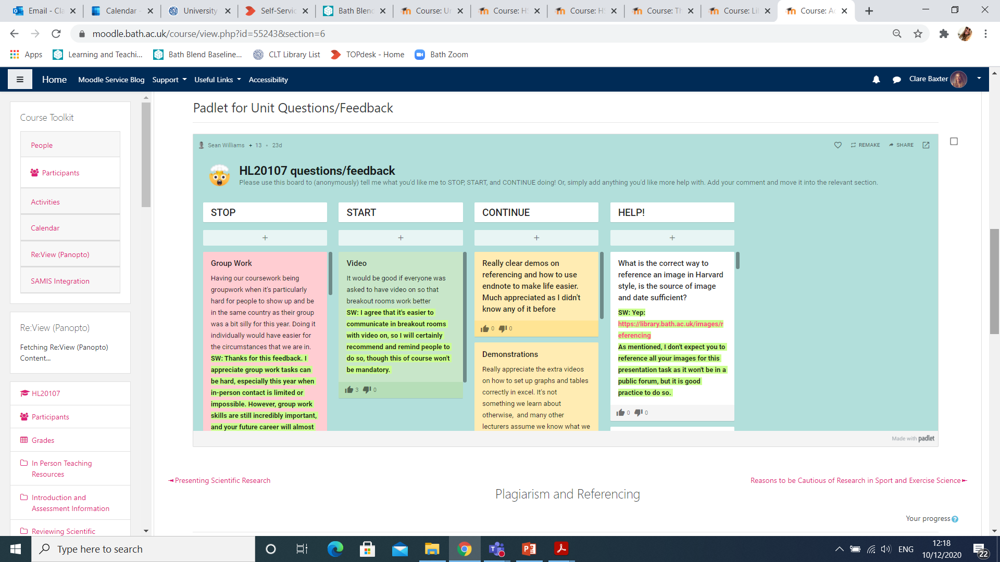 Email - Cla
Calendar -
University
Self-Servic
Bath Blend
Course: Ur
Course: HS
Course: HS
Course: Th
Course: Lil
Course: Ac
moodle.bath.ac.uk/course/view.php?id=55243&section=6
Apps
Learning and Teachi...
Bath Blend Baseline...
CLT Library List
TOPdesk - Home
Bath Zoom
Home
Moodle Service Blog
Support
Useful Links
Accessibility
Clare Baxter
Course Toolkit
People
Participants
Activities
Calendar
Re:View (Panopto)
SAMIS Integration
Re:View (Panopto)
Fetching Re:View (Panopto)
Content...
HL20107
Participants
Grades
In Person Teaching
Resources
Introduction and
Assessment Information
Reviewing Scientific
Padlet for Unit Questions/Feedback
Sean Williams + 13 • 23d
REMAKE
SHARE
HL20107 questions/feedback
Please use this board to (anonymously) tell me what you'd like me to STOP, START, and CONTINUE doing! Or, simply add anything you'd like more help with. Add your comment and move it into the relevant section.
STOP
+
Group Work
Having our coursework being
groupwork when it's particularly
hard for people to show up and be
in the same country as their group
was a bit silly for this year. Doing it
individually would have easier for
the circumstances that we are in.
SW: Thanks for this feedback. I
appreciate group work tasks can
be hard, especially this year when
in-person contact is limited or
impossible. However, group work
skills are still incredibly important,
and your future career will almost
START
+
Video
It would be good if everyone was
asked to have video on so that
breakout rooms work better
SW: I agree that it's easier to
communicate in breakout rooms
with video on, so I will certainly
recommend and remind people to
do so, though this of course won't
be mandatory.
3 0
CONTINUE
+
Really clear demos on
referencing and how to use
endnote to make life easier.
Much appreciated as I didn't
know any of it before
0 0
Demonstrations
Really appreciate the extra videos
on how to set up graphs and tables
correctly in excel. It's not
something we learn about
otherwise, and many other
lecturers assume we know what we
HELP!
+
What is the correct way to
reference an image in Harvard
style, is the source of image
and date sufficient?
SW: Yep:
https://library.bath.ac.uk/images/r
eferencing
As mentioned, I don't expect you to
reference all your images for this
presentation task as it won't be in a
public forum, but it is good
practice to do so.
0 0
Made with padlet
Presenting Scientific Research
Reasons to be Cautious of Research in Sport and Exercise Science
Plagiarism and Referencing
Your progress
Type here to search
ENG
12:18
10/12/2020
22